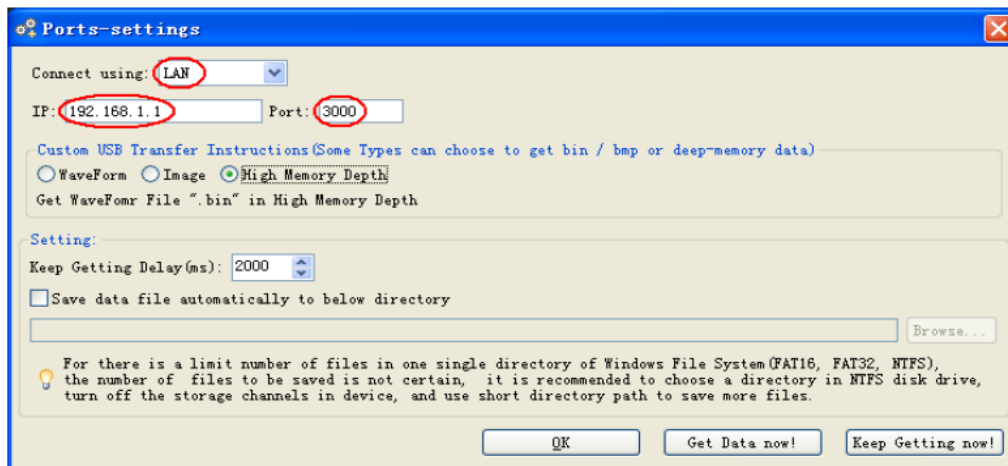 Ports-settings
Connect using: LAN
IP: 192.168.1.1 Port: 3000
Custom USB Transfer Instructions(Some Types can choose to get bin / bmp or deep-memory data)
WaveForm Image High Memory Depth
Get WaveFomr File ".bin" in High Memory Depth
Setting:
Keep Getting Delay(ms): 2000
Save data file automatically to below directory
Browse...
For there is a limit number of files in one single directory of Windows File System(FAT16, FAT32, NTFS),
the number of files to be saved is not certain, it is recommended to choose a directory in NTFS disk drive,
turn off the storage channels in device, and use short directory path to save more files.
OK Get Data now! Keep Getting now!